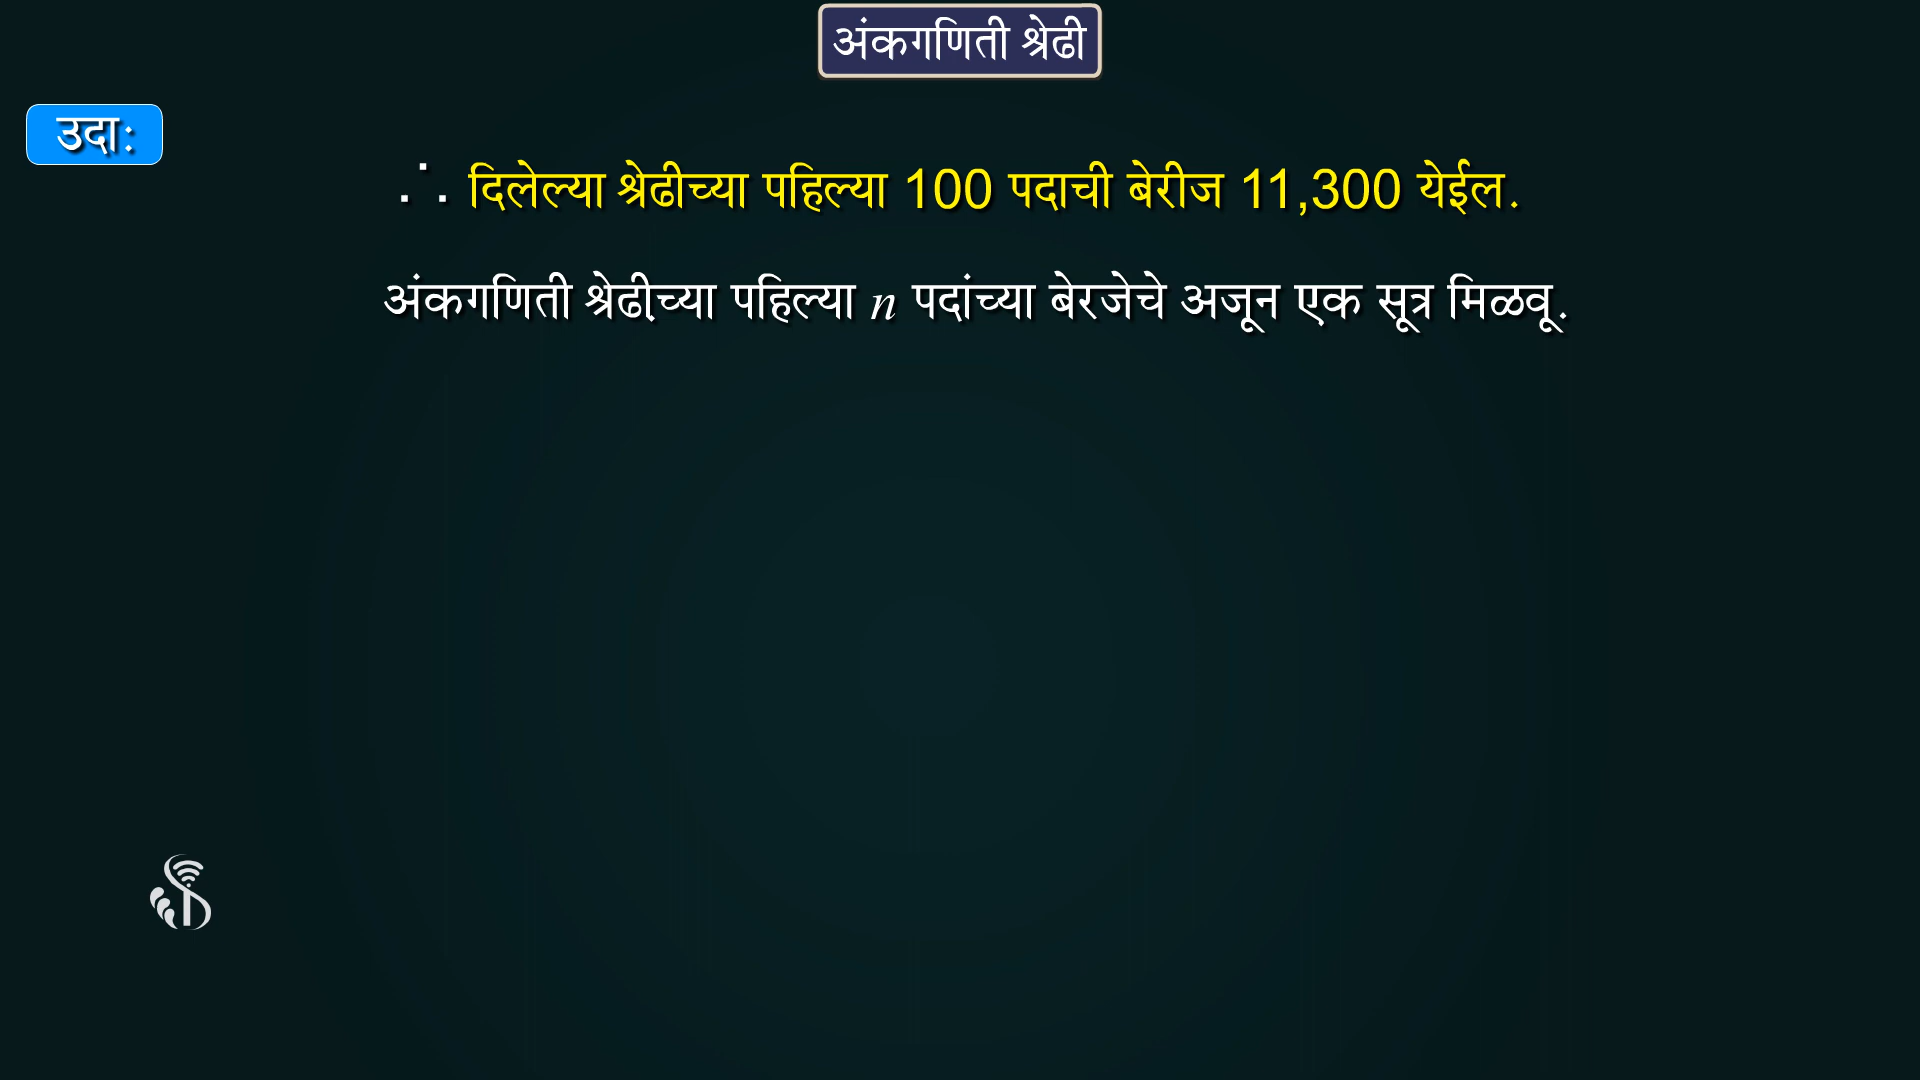 अंकगणिती श्रेढी
उदाः
∴ दिलेल्या श्रेढीच्या पहिल्या 100 पदाची बेरीज 11,300 येईल.
अंकगणिती श्रेढी़च्या पहिल्या n पदांच्या बेरजेचे अजून एक सूत्र मिळवू.